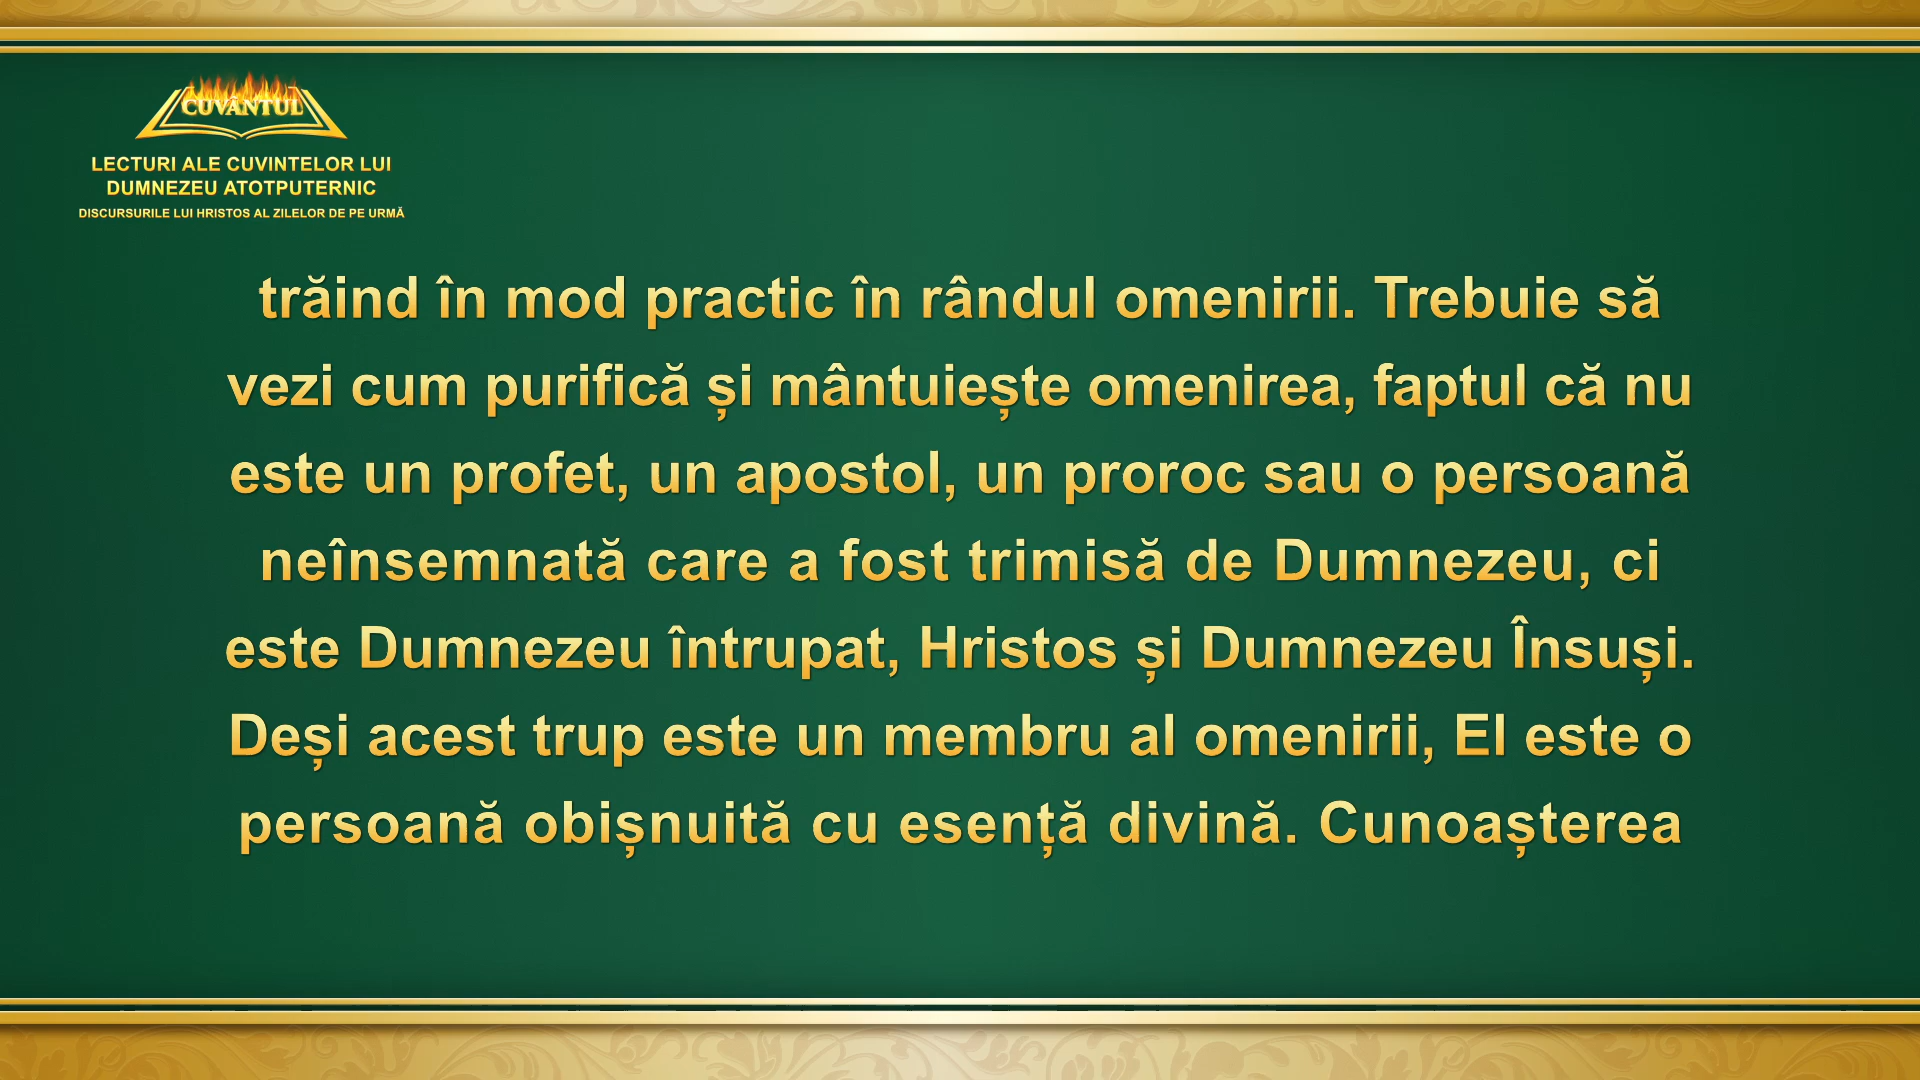 CUVÂNTUL
LECTURI ALE CUVINTELOR LUI
DUMNEZEU ATOTPUTERNIC
DISCURSURILE LUI HRISTOS AL ZILELOR DE PE URMĂ
trăind în mod practic în rândul omenirii. Trebuie să
vezi cum purifică și mântuiește omenirea, faptul că nu
este un profet, un apostol, un proroc sau o persoană
neînsemnată care a fost trimisă de Dumnezeu, ci
este Dumnezeu întrupat, Hristos și Dumnezeu Însuși.
Deși acest trup este un membru al omenirii, El este o
persoană obișnuită cu esență divină. Cunoașterea